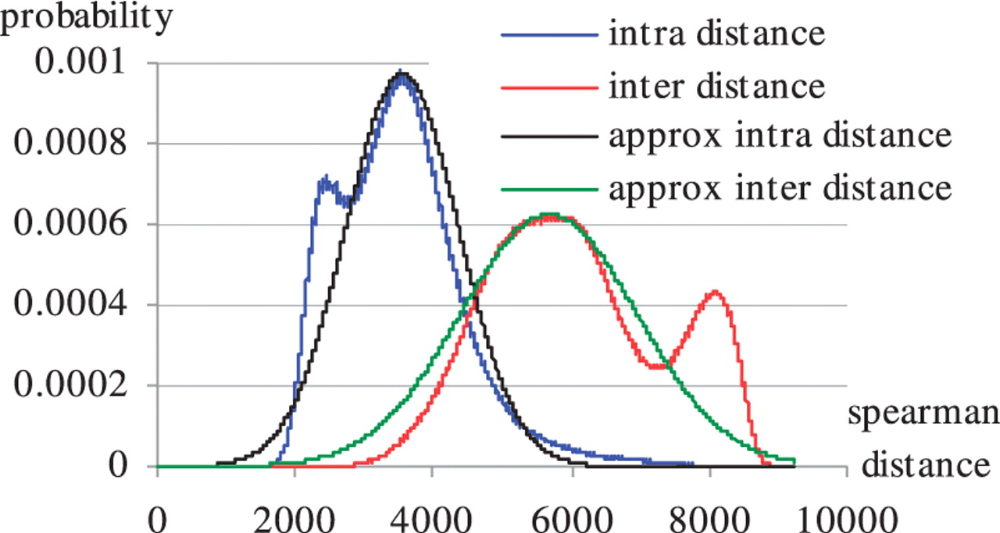 probability
intra distance
inter distance
approx intra distance
approx inter distance
0.001
0.0008
0.0006
0.0004
0.0002
0
spearman
distance
0 2000 4000 6000 8000 10000